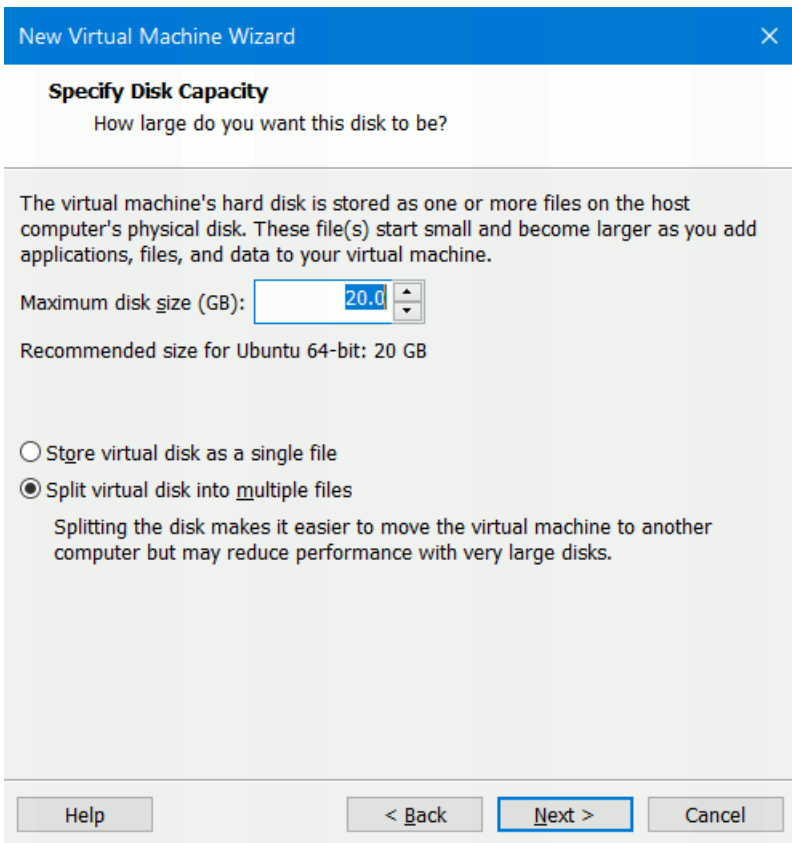 New Virtual Machine Wizard
Specify Disk Capacity
How large do you want this disk to be?
The virtual machine's hard disk is stored as one or more files on the host
computer's physical disk. These file(s) start small and become larger as you add
applications, files, and data to your virtual machine.
Maximum disk size (GB): 20.0
Recommended size for Ubuntu 64-bit: 20 GB
Store virtual disk as a single file
Split virtual disk into multiple files
Splitting the disk makes it easier to move the virtual machine to another
computer but may reduce performance with very large disks.
Help < Back Next > Cancel